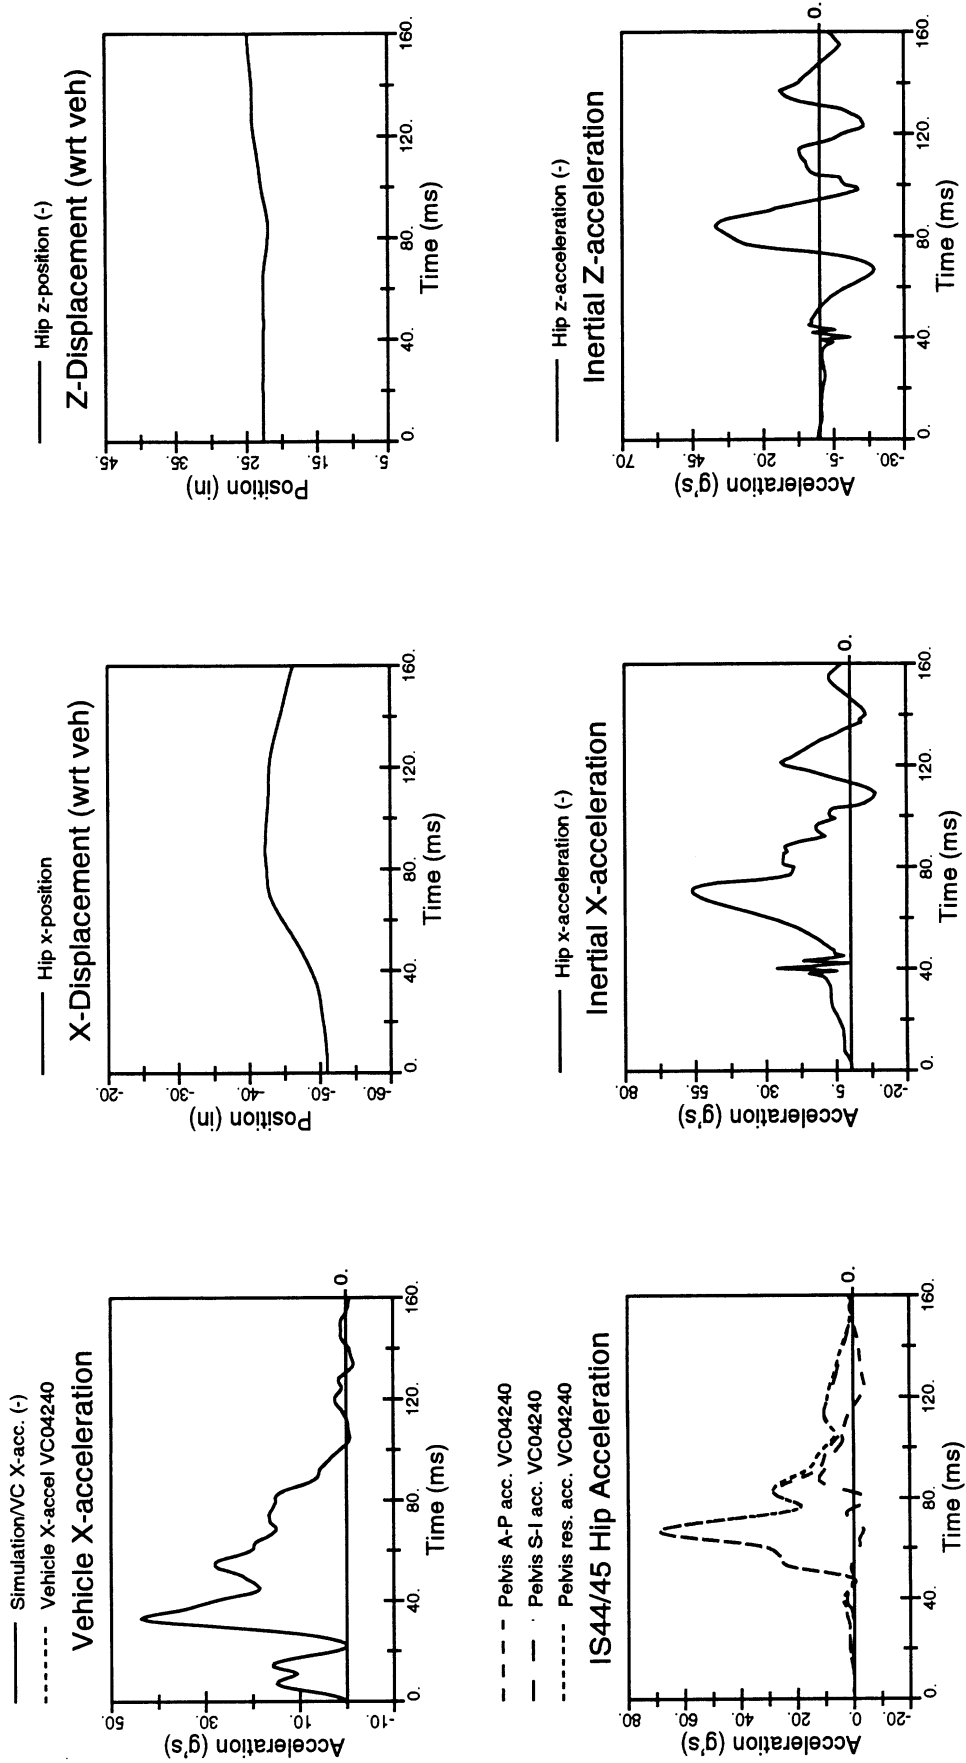 Simulation/VC X-acc. (-)
Vehicle X-accel VC04240
Vehicle X-acceleration
Acceleration (g's)
50.
30.
10.
-10.
0.
0.
40.
80.
120.
160.
Time (ms)
Hip x-position
X-Displacement (wrt veh)
Position (in)
-20.
-30.
-40.
-50.
-60.
0.
40.
80.
120.
160.
Time (ms)
Hip z-position (-)
Z-Displacement (wrt veh)
Position (in)
45.
35.
25.
15.
5.
0.
40.
80.
120.
160.
Time (ms)
Pelvis A-P acc. VC04240
Pelvis S-I acc. VC04240
Pelvis res. acc. VC04240
IS44/45 Hip Acceleration
Acceleration (g's)
80.
60.
40.
20.
0.
-20.
0.
0.
40.
80.
120.
160.
Time (ms)
Hip x-acceleration (-)
Inertial X-acceleration
Acceleration (g's)
80.
55.
30.
5.
-20.
0.
0.
40.
80.
120.
160.
Time (ms)
Hip z-acceleration (-)
Inertial Z-acceleration
Acceleration (g's)
70.
45.
20.
-5.
-30.
0.
0.
40.
80.
120.
160.
Time (ms)